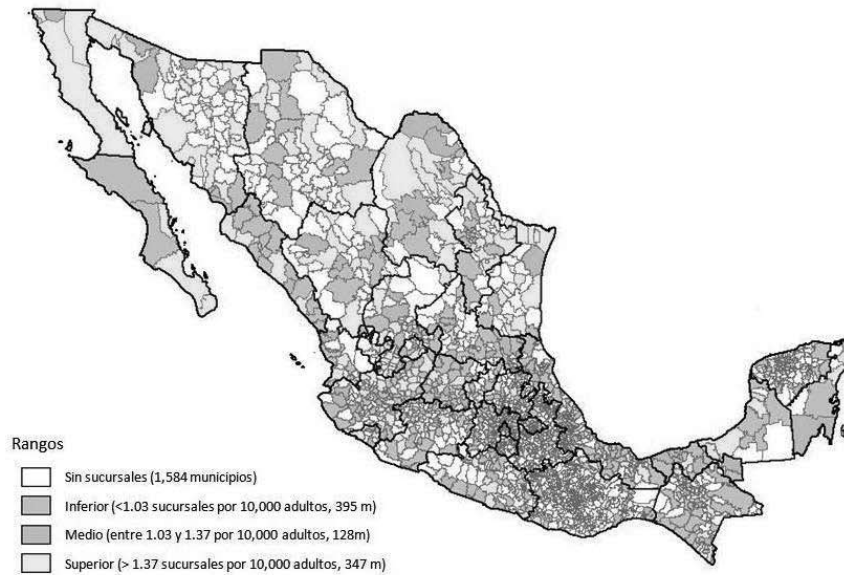 Rangos
Sin sucursales (1,584 municipios)
Inferior (<1.03 sucursales por 10,000 adultos, 395 m)
Medio (entre 1.03 y 1.37 por 10,000 adultos, 128m)
Superior (> 1.37 sucursales por 10,000 adultos, 347 m)